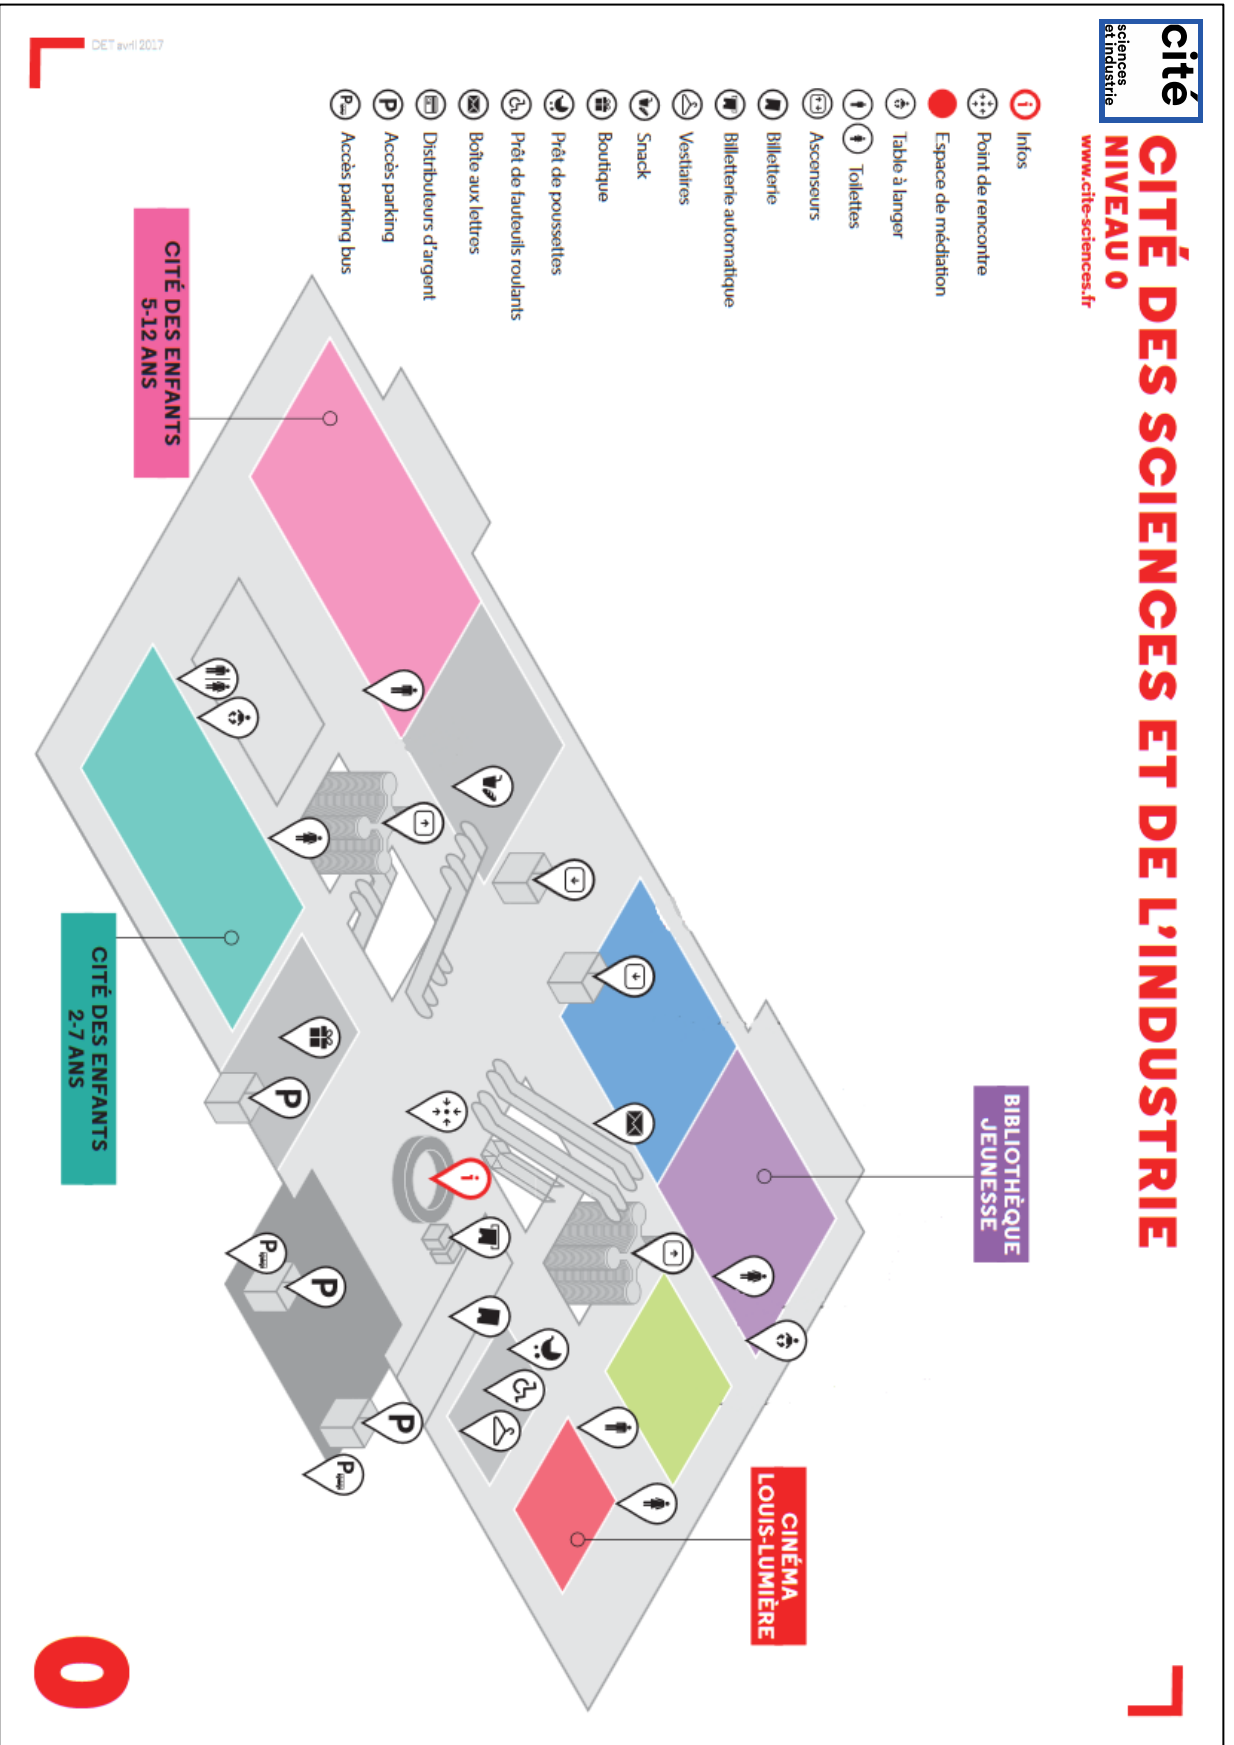 cité
sciences
et industrie
CITÉ DES SCIENCES ET DE L'INDUSTRIE
NIVEAU 0
www.cite-sciences.fr
Infos
Point de rencontre
Espace de médiation
Table à langer
Toilettes
Ascenseurs
Billetterie
Billetterie automatique
Vestiaires
Snack
Boutique
Prêt de poussettes
Prêt de fauteuils roulants
Boîte aux lettres
Distributeurs d'argent
P Accès parking
P Accès parking bus
BIBLIOTHÈQUE
JEUNESSE
CINÉMA
LOUIS-LUMIÈRE
CITÉ DES ENFANTS
5-12 ANS
CITÉ DES ENFANTS
2-7 ANS
i
P
P
P
P
P
DET avril 2017
0